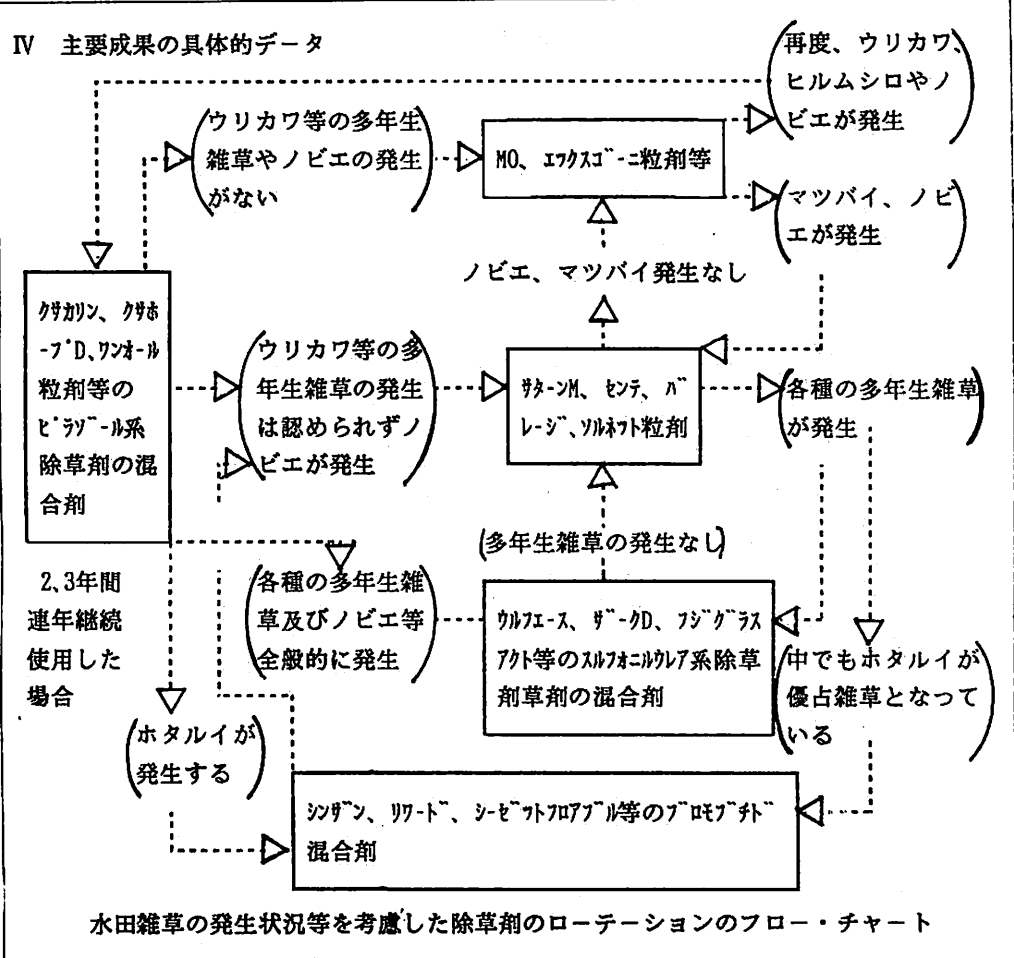 Ⅳ 主要成果の具体的データ
再度、ウリカワ、
ヒルムシロやノ
ビエが発生
ウリカワ等の多年生
雑草やノビエの発生
がない
MO、ｴｯｸｽｺﾞｰﾆ粒剤等
マツバイ、ノビ
エが発生
ノビエ、マツバイ発生なし
ｸｻｶﾘﾝ、ｸｻﾎ
ｰﾌﾟD、ﾜﾝｵｰﾙ
粒剤等の
ﾋﾟﾗｿﾞｰﾙ系
除草剤の混
合剤
ウリカワ等の多
年生雑草の発生
は認められずノ
ビエが発生
ｻﾀｰﾝM、ｾﾝﾃ、ﾊﾞ
ﾚｰｼﾞ、ｿﾙﾈｯﾄ粒剤
各種の多年生雑草
が発生
(多年生雑草の発生なし)
2,3年間
連年継続
使用した
場合
各種の多年生雑
草及びノビエ等
全般的に発生
ｳﾙﾌｴｰｽ、ｻﾞｰｸD、ﾌｼﾞｸﾞﾗｽ
ｱｸﾄ等のｽﾙﾌｫﾆﾙｳﾚｱ系除草
剤草剤の混合剤
中でもホタルイが
優占雑草となって
いる
ホタルイが
発生する
ｼﾝｻﾞﾝ、ﾘﾜｰﾄﾞ、ｼｰｾﾞｯﾄﾌﾛｱﾌﾞﾙ等のﾌﾞﾛﾓﾌﾞﾁﾄﾞ
混合剤
水田雑草の発生状況等を考慮した除草剤のローテーションのフロー・チャート